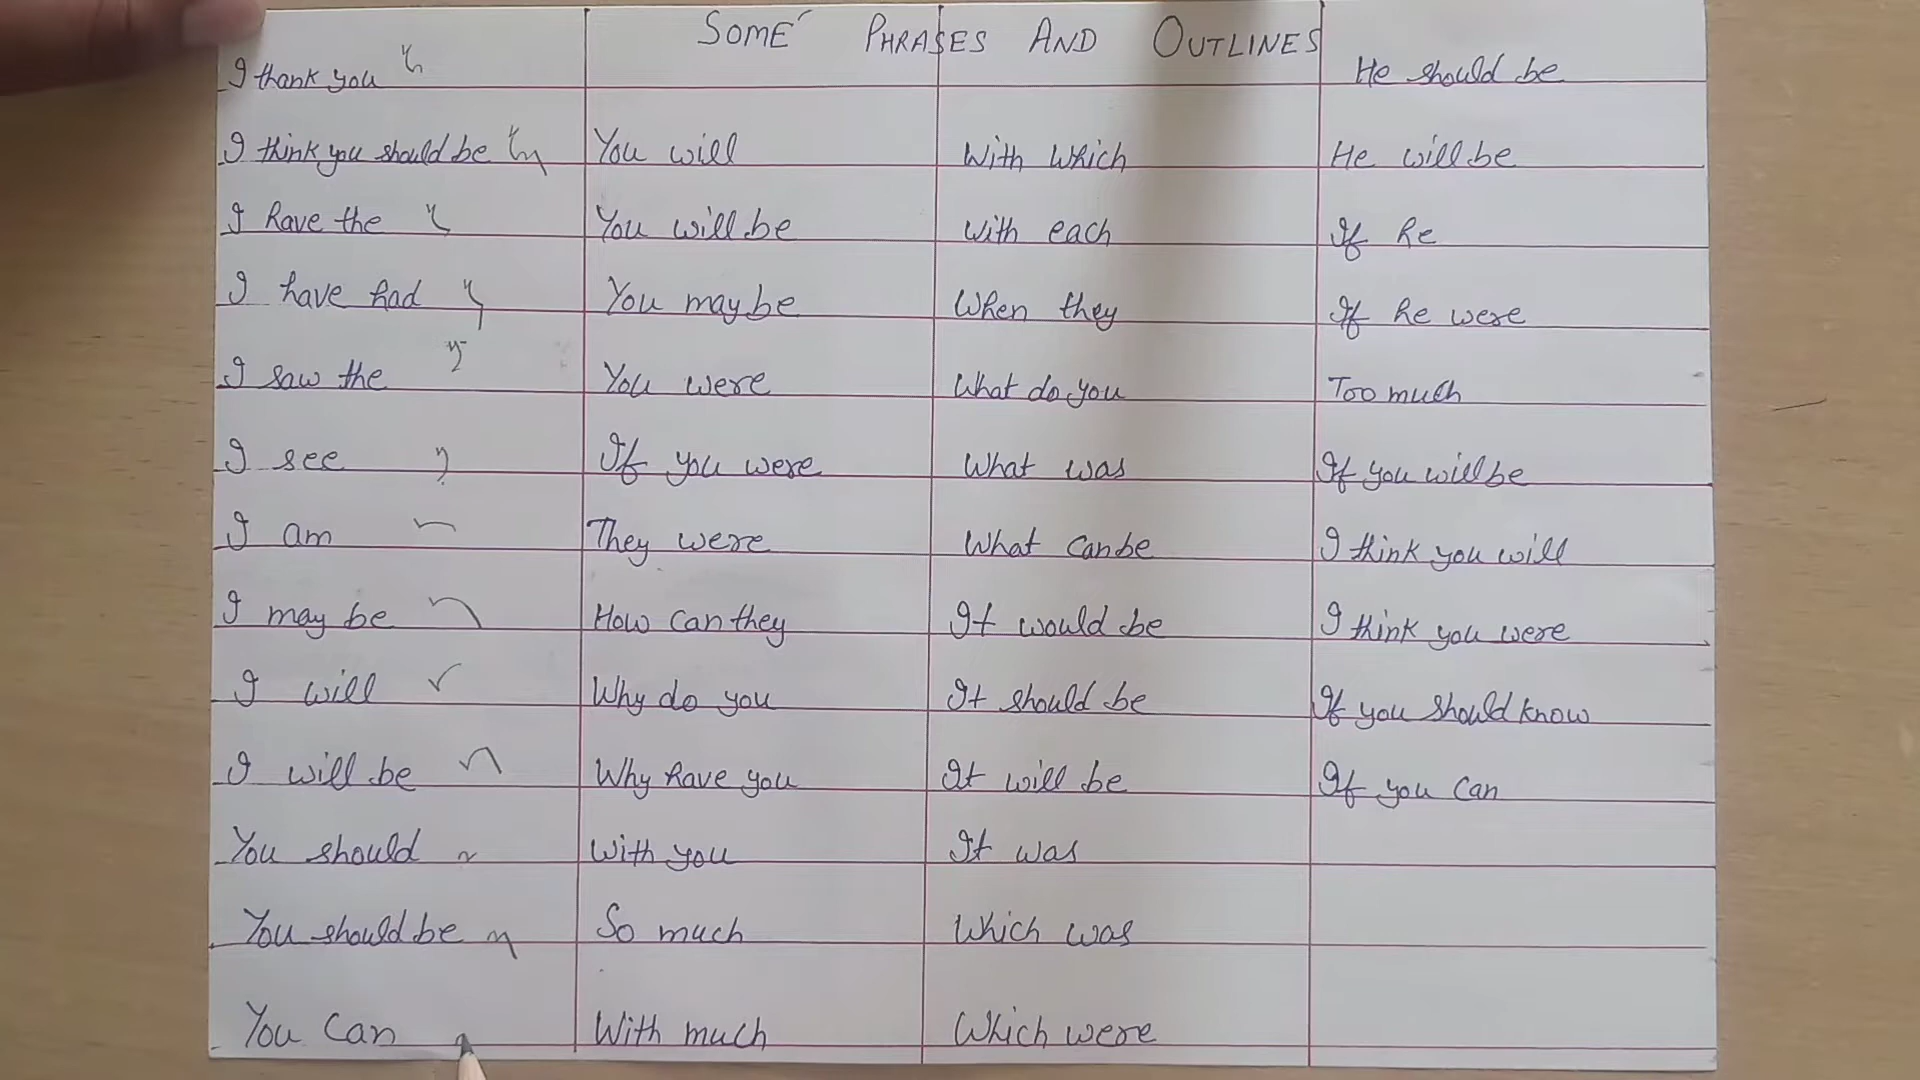 SOME PHRASES AND OUTLINES
I thank you
I think you should be
I have the
I have had
I saw the
I see
I am
I may be
I will
I will be
You should
You should be
You can
You will
You will be
You may be
You were
If you were
They were
How can they
Why do you
Why have you
With you
So much
With much
With which
With each
When they
What do you
What was
What can be
It would be
It should be
It will be
It was
Which was
Which were
He should be
He will be
If he
If he were
Too much
If you will be
I think you will
I think you were
If you should know
If you can